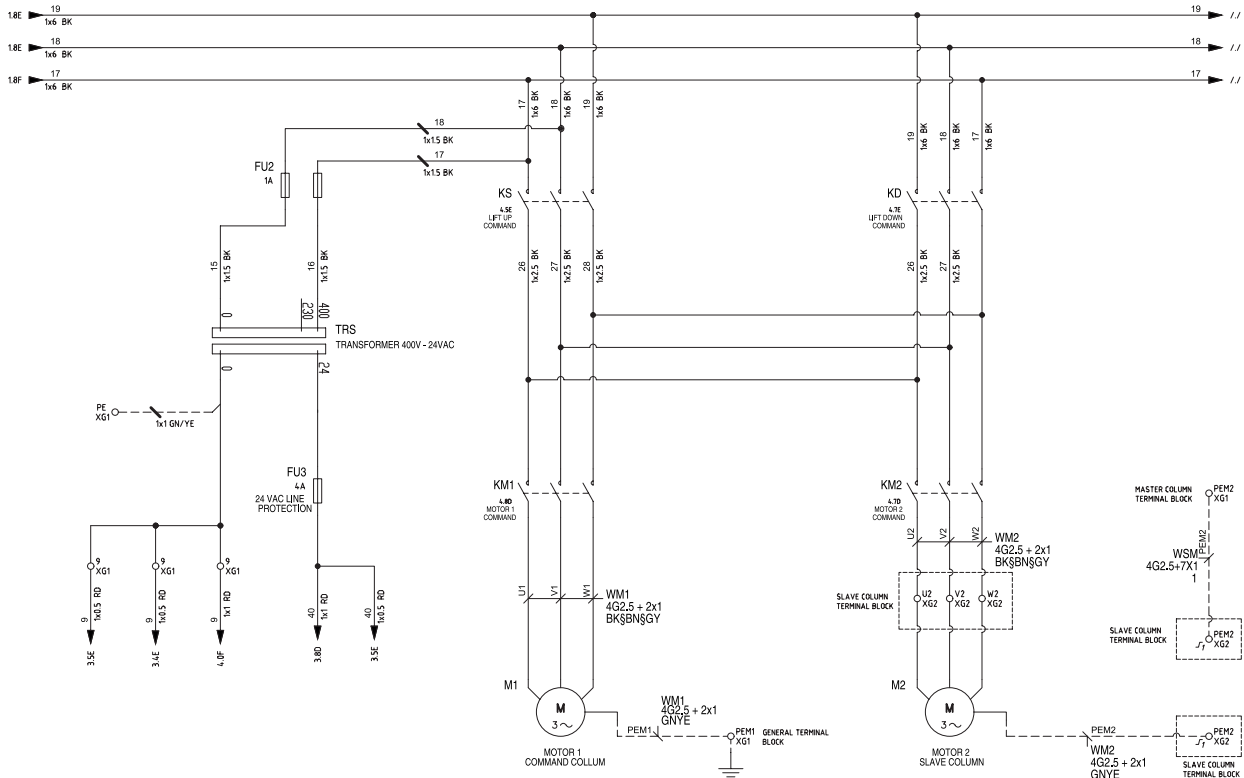 1.8E
19
1x6 BK
19
/./
1.8E
18
1x6 BK
18
/./
1.8F
17
1x6 BK
17
/./
17
1x6 BK
18
1x6 BK
19
1x6 BK
19
1x6 BK
18
1x6 BK
17
1x6 BK
18
1x1.5 BK
17
1x1.5 BK
FU2
1A
KS
4.5E
LIFT UP
COMMAND
KD
4.7E
LIFT DOWN
COMMAND
15
1x1.5 BK
16
1x1.5 BK
26
1x2.5 BK
27
1x2.5 BK
28
1x2.5 BK
26
1x2.5 BK
27
1x2.5 BK
28
1x2.5 BK
0
230
400
TRS
TRANSFORMER 400V - 24VAC
0
24
PE
XG1
1x1 GN/YE
FU3
4A
24 VAC LINE
PROTECTION
KM1
4.8D
MOTOR 1
COMMAND
KM2
4.7D
MOTOR 2
COMMAND
MASTER COLUMN
TERMINAL BLOCK
PEM2
XG1
U2
V2
W2
WM2
4G2.5 + 2x1
BK§BN§GY
PEM2
WSM
4G2.5+7X1
1
9
XG1
9
XG1
9
XG1
U1
V1
W1
WM1
4G2.5 + 2x1
BK§BN§GY
SLAVE COLUMN
TERMINAL BLOCK
U2
XG2
V2
XG2
W2
XG2
9
1x0.5 RD
9
1x0.5 RD
9
1x1 RD
40
1x1 RD
40
1x0.5 RD
SLAVE COLUMN
TERMINAL BLOCK
PEM2
XG2
1
3.5E
3.4E
4.0F
3.8D
3.5E
M1
M
3~
MOTOR 1
COMMAND COLLUM
WM1
4G2.5 + 2x1
GNYE
PEM1
PEM1
XG1
GENERAL TERMINAL
BLOCK
M2
M
3~
MOTOR 2
SLAVE COLUMN
PEM2
WM2
4G2.5 + 2x1
GNYE
PEM2
XG2
1
SLAVE COLUMN
TERMINAL BLOCK